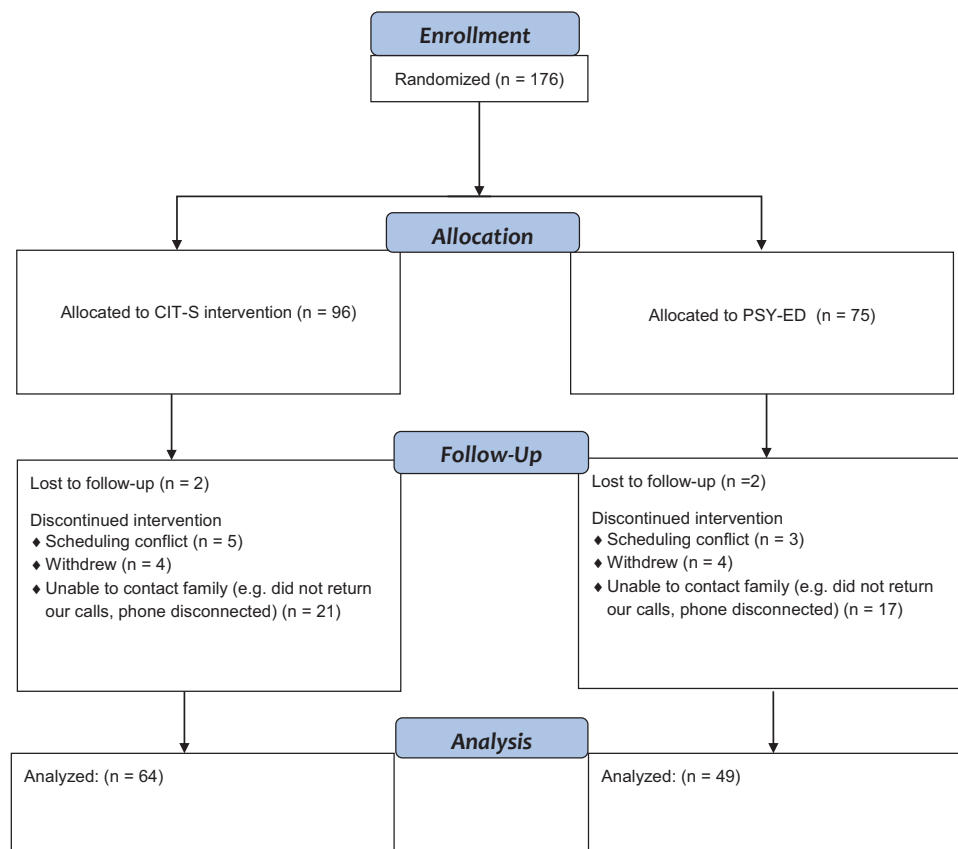 Enrollment
Randomized (n = 176)
Allocation
Allocated to CIT-S intervention (n = 96)
Allocated to PSY-ED (n = 75)
Follow-Up
Lost to follow-up (n = 2)
Discontinued intervention
♦ Scheduling conflict (n = 5)
♦ Withdrew (n = 4)
♦ Unable to contact family (e.g. did not return
our calls, phone disconnected) (n = 21)
Lost to follow-up (n =2)
Discontinued intervention
♦ Scheduling conflict (n = 3)
♦ Withdrew (n = 4)
♦ Unable to contact family (e.g. did not return
our calls, phone disconnected) (n = 17)
Analysis
Analyzed: (n = 64)
Analyzed: (n = 49)